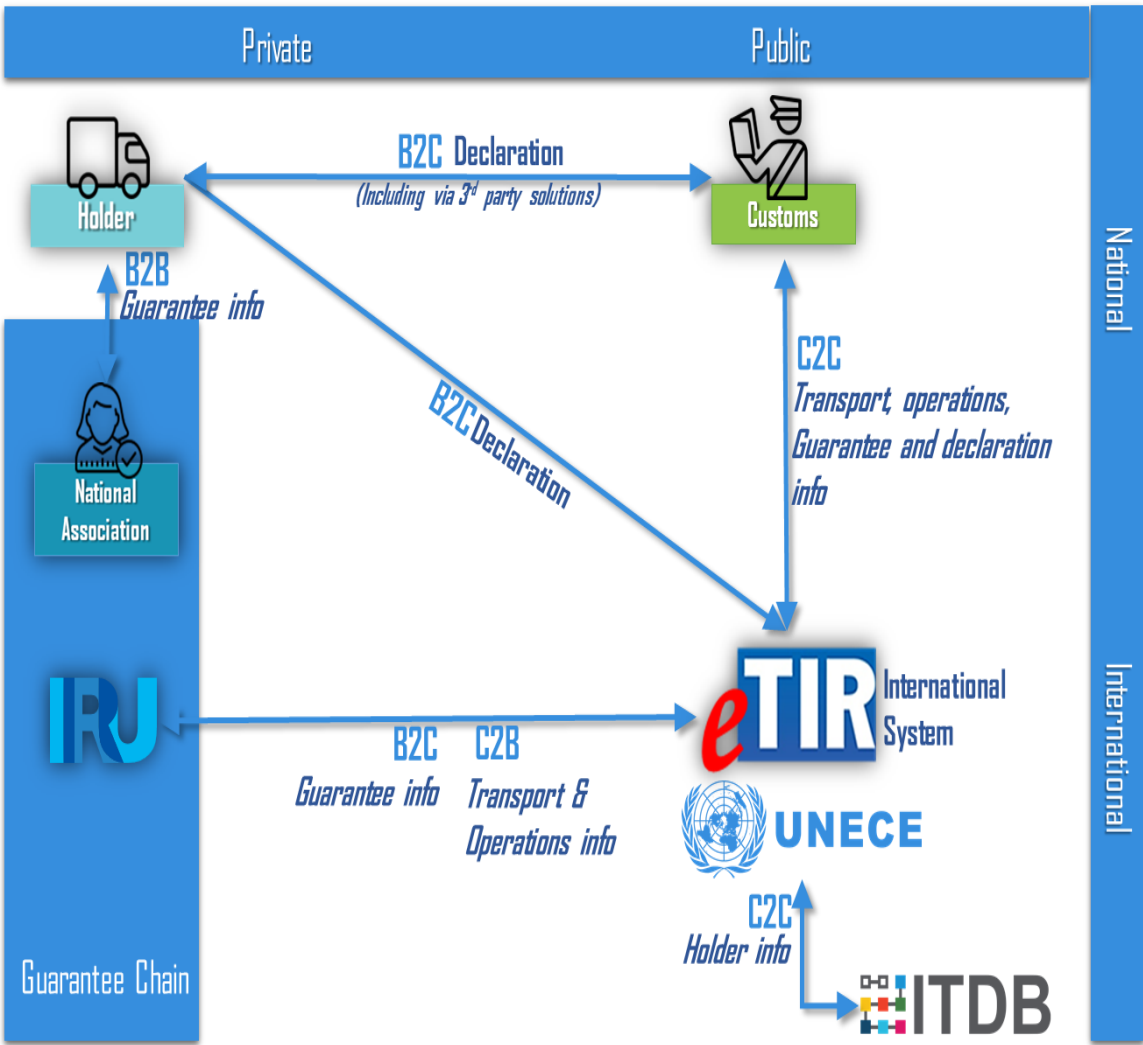 Private
Public
National
International
B2C Declaration
(Including via 3rd party solutions)
Holder
Customs
B2B
Guarantee info
C2C
Transport, operations,
Guarantee and declaration
info
B2C Declaration
National
Association
IRU
eTIR
International
System
B2C
Guarantee info
C2B
Transport &
Operations info
UNECE
C2C
Holder info
Guarantee Chain
ITDB